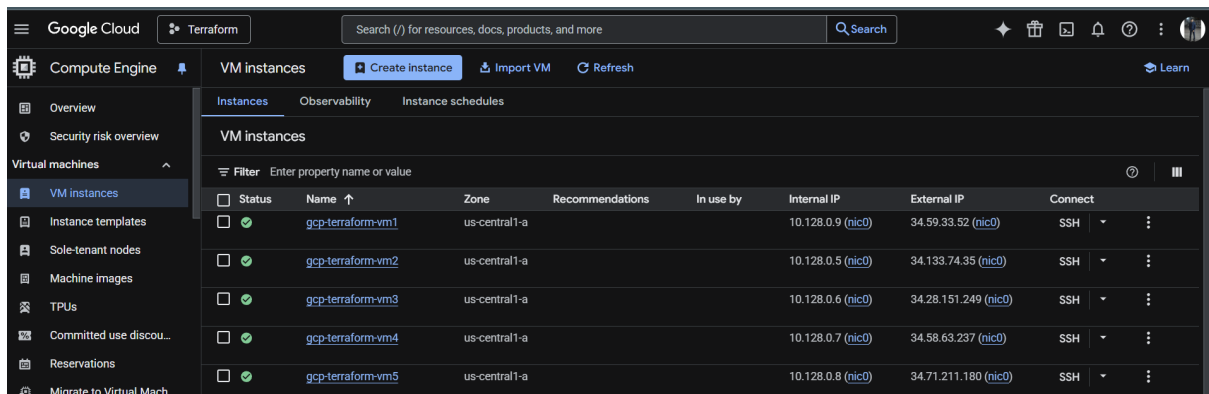 Google Cloud Terraform Search (/) for resources, docs, products, and more Search
Compute Engine VM instances Create instance Import VM Refresh Learn
Overview
Security risk overview
Virtual machines
VM instances
Instance templates
Sole-tenant nodes
Machine images
TPUs
Committed use discou...
Reservations
Migrate to Virtual Mach
Instances Observability Instance schedules
VM instances
Filter Enter property name or value
Status Name Zone Recommendations In use by Internal IP External IP Connect
gcp-terraform-vm1 us-central1-a 10.128.0.9 (nic0) 34.59.33.52 (nic0) SSH
gcp-terraform-vm2 us-central1-a 10.128.0.5 (nic0) 34.133.74.35 (nic0) SSH
gcp-terraform-vm3 us-central1-a 10.128.0.6 (nic0) 34.28.151.249 (nic0) SSH
gcp-terraform-vm4 us-central1-a 10.128.0.7 (nic0) 34.58.63.237 (nic0) SSH
gcp-terraform-vm5 us-central1-a 10.128.0.8 (nic0) 34.71.211.180 (nic0) SSH